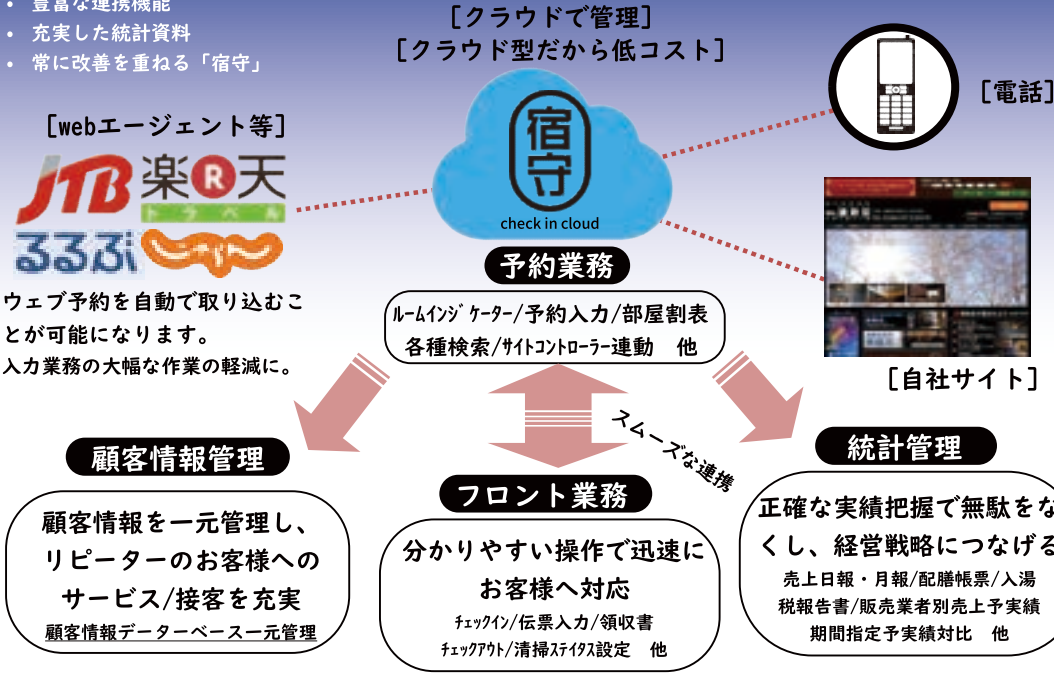 • 豊富な連携機能
• 充実した統計資料
• 常に改善を重ねる「宿守」
[クラウドで管理]
[クラウド型だから低コスト]
[電話]
[webエージェント等]
JTB
楽R天
トラベル
るるぶ
じゃらん
宿守
check in cloud
ウェブ予約を自動で取り込むこ
とが可能になります。
入力業務の大幅な作業の軽減に。
予約業務
ﾙｰﾑｲﾝｼﾞｹｰﾀｰ/予約入力/部屋割表
各種検索/ｻｲﾄｺﾝﾄﾛｰﾗｰ連動　他
[自社サイト]
スムーズな連携
顧客情報管理
顧客情報を一元管理し、
リピーターのお客様への
サービス/接客を充実
顧客情報データーベース一元管理
フロント業務
分かりやすい操作で迅速に
お客様へ対応
ﾁｪｯｸｲﾝ/伝票入力/領収書
ﾁｪｯｸｱｳﾄ/清掃ｽﾃｲﾀｽ設定　他
統計管理
正確な実績把握で無駄をな
くし、経営戦略につなげる
売上日報・月報/配膳帳票/入湯
税報告書/販売業者別売上予実績
期間指定予実績対比　他